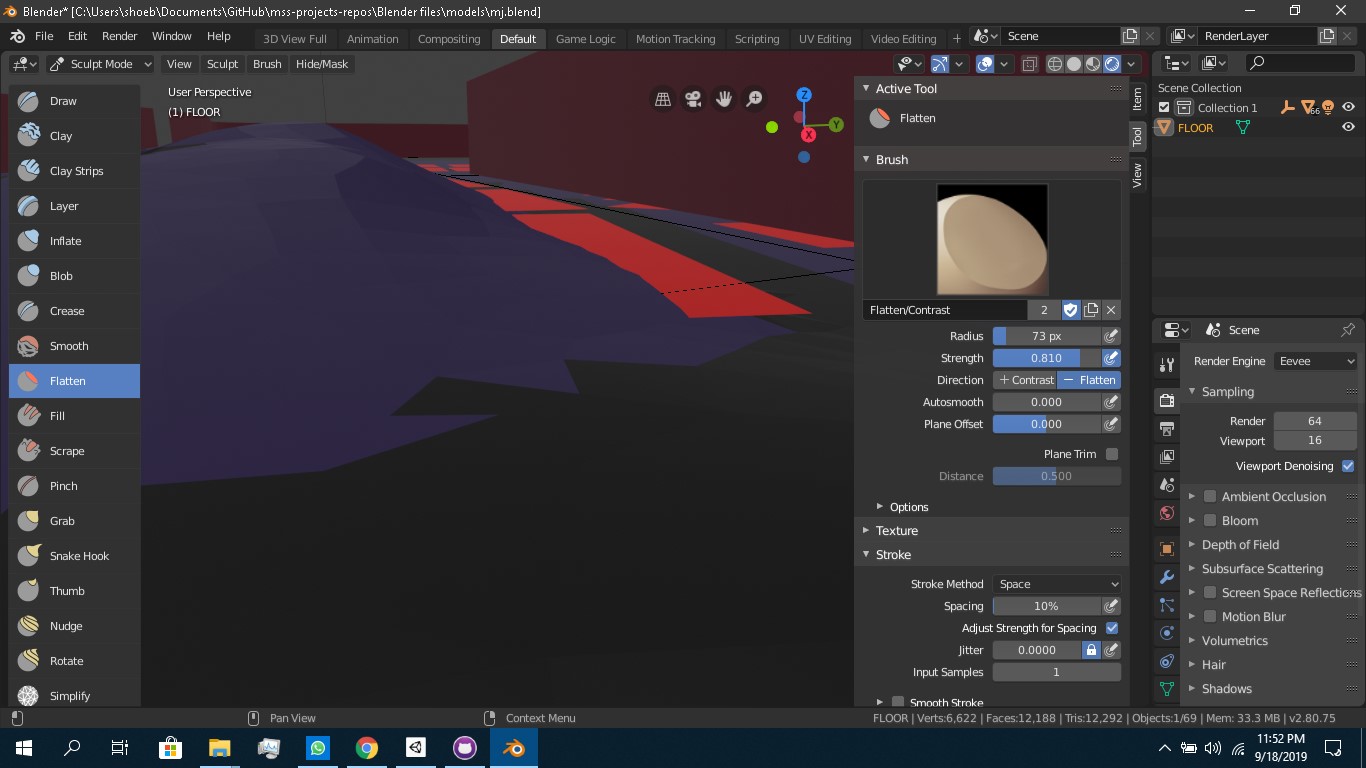 Blender* [C:\Users\shoeb\Documents\GitHub\mss-projects-repos\Blender files\models\mj.blend]
File Edit Render Window Help 3D View Full Animation Compositing Default Game Logic Motion Tracking Scripting UV Editing Video Editing + Scene RenderLayer
Sculpt Mode View Sculpt Brush Hide/Mask
User Perspective
(1) FLOOR
Z
Y
X
Draw
Clay
Clay Strips
Layer
Inflate
Blob
Crease
Smooth
Flatten
Fill
Scrape
Pinch
Grab
Snake Hook
Thumb
Nudge
Rotate
Simplify
Active Tool
Flatten
Brush
Flatten/Contrast 2
Radius 73 px
Strength 0.810
Direction + Contrast − Flatten
Autosmooth 0.000
Plane Offset 0.000
Plane Trim
Distance 0.500
Options
Texture
Stroke
Stroke Method Space
Spacing 10%
Adjust Strength for Spacing
Jitter 0.0000
Input Samples 1
Smooth Stroke
Item
Tool
View
Scene Collection
Collection 1 66
FLOOR
Scene
Render Engine Eevee
Sampling
Render 64
Viewport 16
Viewport Denoising
Ambient Occlusion
Bloom
Depth of Field
Subsurface Scattering
Screen Space Reflections
Motion Blur
Volumetrics
Hair
Shadows
Pan View Context Menu FLOOR | Verts:6,622 | Faces:12,188 | Tris:12,292 | Objects:1/69 | Mem: 33.3 MB | v2.80.75
11:52 PM
9/18/2019